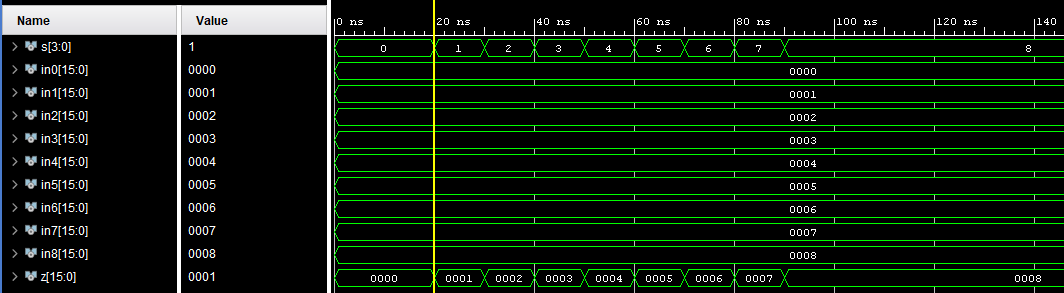 Name Value 0 ns 20 ns 40 ns 60 ns 80 ns 100 ns 120 ns 140
s[3:0] 1 0 1 2 3 4 5 6 7 8
in0[15:0] 0000 0000
in1[15:0] 0001 0001
in2[15:0] 0002 0002
in3[15:0] 0003 0003
in4[15:0] 0004 0004
in5[15:0] 0005 0005
in6[15:0] 0006 0006
in7[15:0] 0007 0007
in8[15:0] 0008 0008
z[15:0] 0001 0000 0001 0002 0003 0004 0005 0006 0007 0008